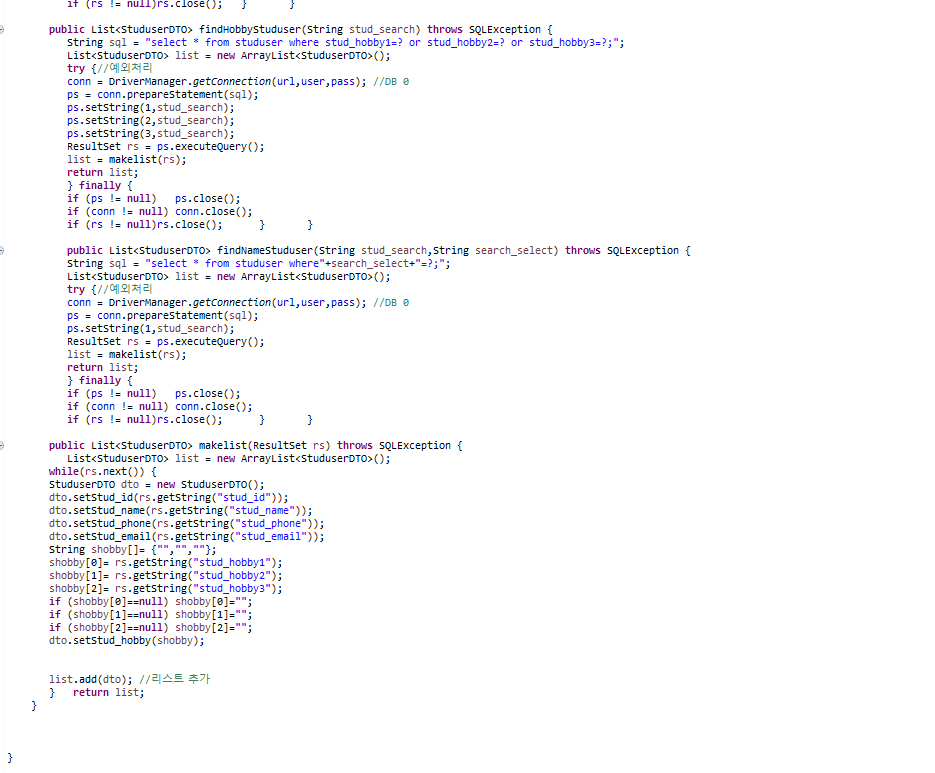 if (rs != null)rs.close();   }       }
public List<StuduserDTO> findHobbyStuduser(String stud_search) throws SQLException {
String sql = "select * from studuser where stud_hobby1=? or stud_hobby2=? or stud_hobby3=?;";
List<StuduserDTO> list = new ArrayList<StuduserDTO>();
try {//예외처리
conn = DriverManager.getConnection(url,user,pass); //DB 0
ps = conn.prepareStatement(sql);
ps.setString(1,stud_search);
ps.setString(2,stud_search);
ps.setString(3,stud_search);
ResultSet rs = ps.executeQuery();
list = makelist(rs);
return list;
} finally {
if (ps != null)   ps.close();
if (conn != null) conn.close();
if (rs != null)rs.close();      }       }
public List<StuduserDTO> findNameStuduser(String stud_search,String search_select) throws SQLException {
String sql = "select * from studuser where"+search_select+"=?;";
List<StuduserDTO> list = new ArrayList<StuduserDTO>();
try {//예외처리
conn = DriverManager.getConnection(url,user,pass); //DB 0
ps = conn.prepareStatement(sql);
ps.setString(1,stud_search);
ResultSet rs = ps.executeQuery();
list = makelist(rs);
return list;
} finally {
if (ps != null)   ps.close();
if (conn != null) conn.close();
if (rs != null)rs.close();      }       }
public List<StuduserDTO> makelist(ResultSet rs) throws SQLException {
List<StuduserDTO> list = new ArrayList<StuduserDTO>();
while(rs.next()) {
StuduserDTO dto = new StuduserDTO();
dto.setStud_id(rs.getString("stud_id"));
dto.setStud_name(rs.getString("stud_name"));
dto.setStud_phone(rs.getString("stud_phone"));
dto.setStud_email(rs.getString("stud_email"));
String shobby[]= {"","",""};
shobby[0]= rs.getString("stud_hobby1");
shobby[1]= rs.getString("stud_hobby2");
shobby[2]= rs.getString("stud_hobby3");
if (shobby[0]==null) shobby[0]="";
if (shobby[1]==null) shobby[1]="";
if (shobby[2]==null) shobby[2]="";
dto.setStud_hobby(shobby);
list.add(dto); //리스트 추가
}   return list;
}
}